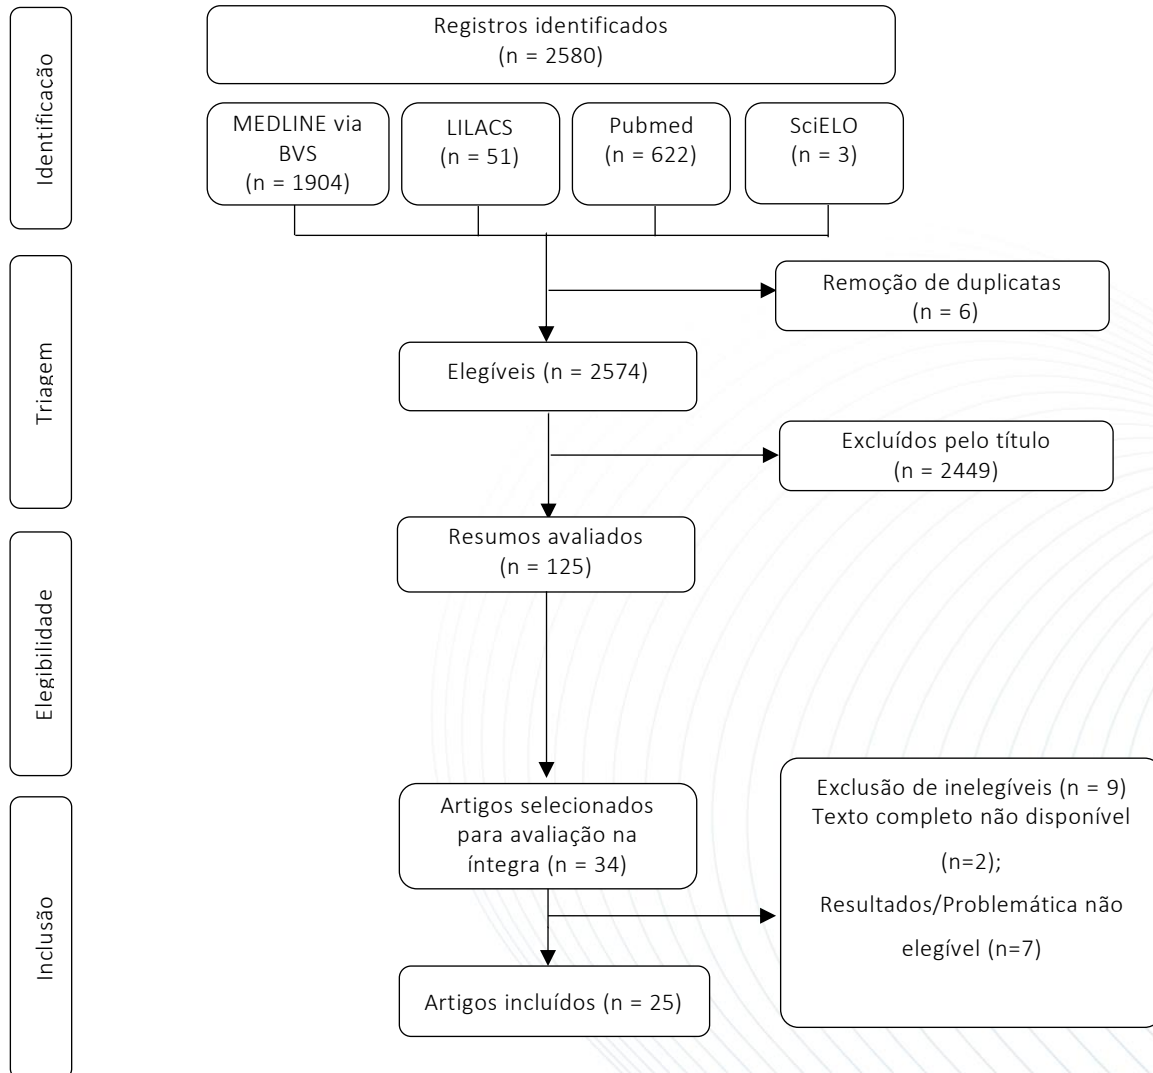 Identificação
Registros identificados
(n = 2580)
MEDLINE via
BVS
(n = 1904)
LILACS
(n = 51)
Pubmed
(n = 622)
SciELO
(n = 3)
Triagem
Remoção de duplicatas
(n = 6)
Elegíveis (n = 2574)
Excluídos pelo título
(n = 2449)
Elegibilidade
Resumos avaliados
(n = 125)
Inclusão
Artigos selecionados
para avaliação na
íntegra (n = 34)
Exclusão de inelegíveis (n = 9)
Texto completo não disponível
(n=2);
Resultados/Problemática não
elegível (n=7)
Artigos incluídos (n = 25)